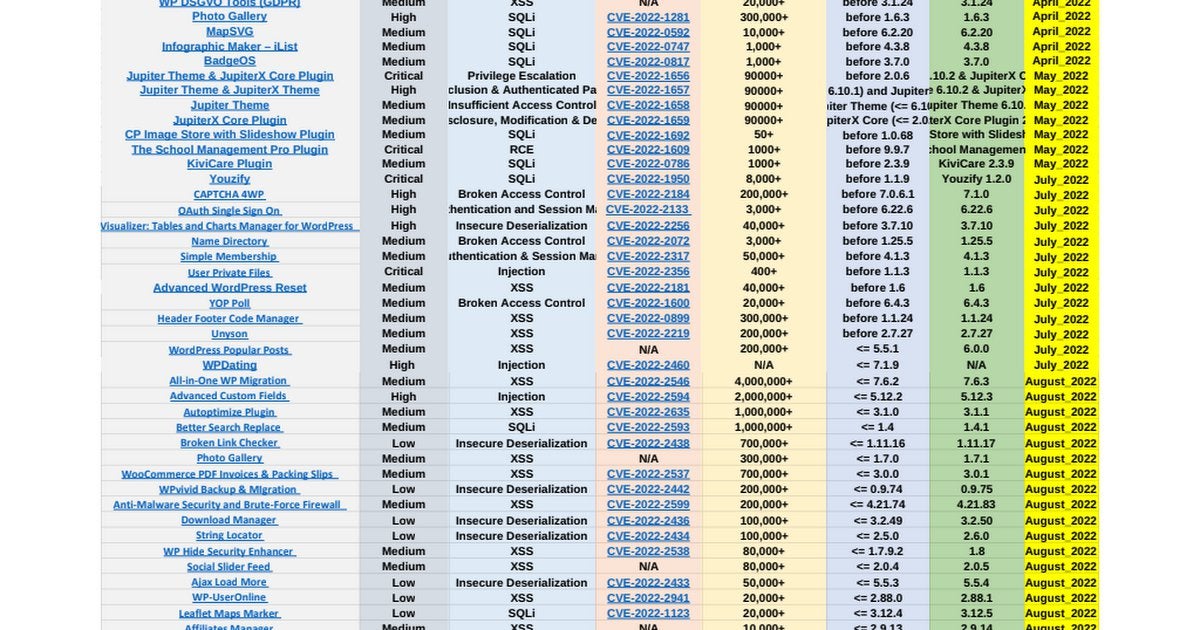 WP DSGVO Tools (GDPR) Medium XSS N/A 20,000+ before 3.1.24 3.1.24 April_2022
Photo Gallery High SQLi CVE-2022-1281 300,000+ before 1.6.3 1.6.3 April_2022
MapSVG Medium SQLi CVE-2022-0592 10,000+ before 6.2.20 6.2.20 April_2022
Infographic Maker – iList Medium SQLi CVE-2022-0747 1,000+ before 4.3.8 4.3.8 April_2022
BadgeOS Medium SQLi CVE-2022-0817 1,000+ before 3.7.0 3.7.0 April_2022
Jupiter Theme & JupiterX Core Plugin Critical Privilege Escalation CVE-2022-1656 90000+ before 2.0.6 .10.2 & JupiterX C May_2022
Jupiter Theme & JupiterX Theme High clusion & Authenticated Pa CVE-2022-1657 90000+ 6.10.1) and Jupiter e 6.10.2 & JupiterX May_2022
Jupiter Theme Medium Insufficient Access Control CVE-2022-1658 90000+ piter Theme (<= 6.10 upiter Theme 6.10. May_2022
JupiterX Core Plugin Medium sclosure, Modification & De CVE-2022-1659 90000+ piterX Core (<= 2.0 terX Core Plugin 2 May_2022
CP Image Store with Slideshow Plugin Medium SQLi CVE-2022-1692 50+ before 1.0.68 Store with Slidesh May_2022
The School Management Pro Plugin Critical RCE CVE-2022-1609 1000+ before 9.9.7 chool Managemen May_2022
KiviCare Plugin Medium SQLi CVE-2022-0786 1000+ before 2.3.9 KiviCare 2.3.9 May_2022
Youzify Critical SQLi CVE-2022-1950 8,000+ before 1.1.9 Youzify 1.2.0 July_2022
CAPTCHA 4WP High Broken Access Control CVE-2022-2184 200,000+ before 7.0.6.1 7.1.0 July_2022
OAuth Single Sign On High thentication and Session Ma CVE-2022-2133 3,000+ before 6.22.6 6.22.6 July_2022
Visualizer: Tables and Charts Manager for WordPress High Insecure Deserialization CVE-2022-2256 40,000+ before 3.7.10 3.7.10 July_2022
Name Directory Medium Broken Access Control CVE-2022-2072 3,000+ before 1.25.5 1.25.5 July_2022
Simple Membership Medium uthentication & Session Mar CVE-2022-2317 50,000+ before 4.1.3 4.1.3 July_2022
User Private Files Critical Injection CVE-2022-2356 400+ before 1.1.3 1.1.3 July_2022
Advanced WordPress Reset Medium XSS CVE-2022-2181 40,000+ before 1.6 1.6 July_2022
YOP Poll Medium Broken Access Control CVE-2022-1600 20,000+ before 6.4.3 6.4.3 July_2022
Header Footer Code Manager Medium XSS CVE-2022-0899 300,000+ before 1.1.24 1.1.24 July_2022
Unyson Medium XSS CVE-2022-2219 200,000+ before 2.7.27 2.7.27 July_2022
WordPress Popular Posts Medium XSS N/A 200,000+ <= 5.5.1 6.0.0 July_2022
WPDating High Injection CVE-2022-2460 N/A <= 7.1.9 N/A July_2022
All-in-One WP Migration Medium XSS CVE-2022-2546 4,000,000+ <= 7.6.2 7.6.3 August_2022
Advanced Custom Fields High Injection CVE-2022-2594 2,000,000+ <= 5.12.2 5.12.3 August_2022
Autoptimize Plugin Medium XSS CVE-2022-2635 1,000,000+ <= 3.1.0 3.1.1 August_2022
Better Search Replace Medium SQLi CVE-2022-2593 1,000,000+ <= 1.4 1.4.1 August_2022
Broken Link Checker Low Insecure Deserialization CVE-2022-2438 700,000+ <= 1.11.16 1.11.17 August_2022
Photo Gallery Medium XSS N/A 300,000+ <= 1.7.0 1.7.1 August_2022
WooCommerce PDF Invoices & Packing Slips Medium XSS CVE-2022-2537 700,000+ <= 3.0.0 3.0.1 August_2022
WPvivid Backup & MIgration Low Insecure Deserialization CVE-2022-2442 200,000+ <= 0.9.74 0.9.75 August_2022
Anti-Malware Security and Brute-Force Firewall Medium XSS CVE-2022-2599 200,000+ <= 4.21.74 4.21.83 August_2022
Download Manager Low Insecure Deserialization CVE-2022-2436 100,000+ <= 3.2.49 3.2.50 August_2022
String Locator Low Insecure Deserialization CVE-2022-2434 100,000+ <= 2.5.0 2.6.0 August_2022
WP Hide Security Enhancer Medium XSS CVE-2022-2538 80,000+ <= 1.7.9.2 1.8 August_2022
Social Slider Feed Medium XSS N/A 80,000+ <= 2.0.4 2.0.5 August_2022
Ajax Load More Low Insecure Deserialization CVE-2022-2433 50,000+ <= 5.5.3 5.5.4 August_2022
WP-UserOnline Low XSS CVE-2022-2941 20,000+ <= 2.88.0 2.88.1 August_2022
Leaflet Maps Marker Low SQLi CVE-2022-1123 20,000+ <= 3.12.4 3.12.5 August_2022
Affiliates Manager Medium XSS N/A 10,000+ <= 2.9.13 2.9.14 August_2022